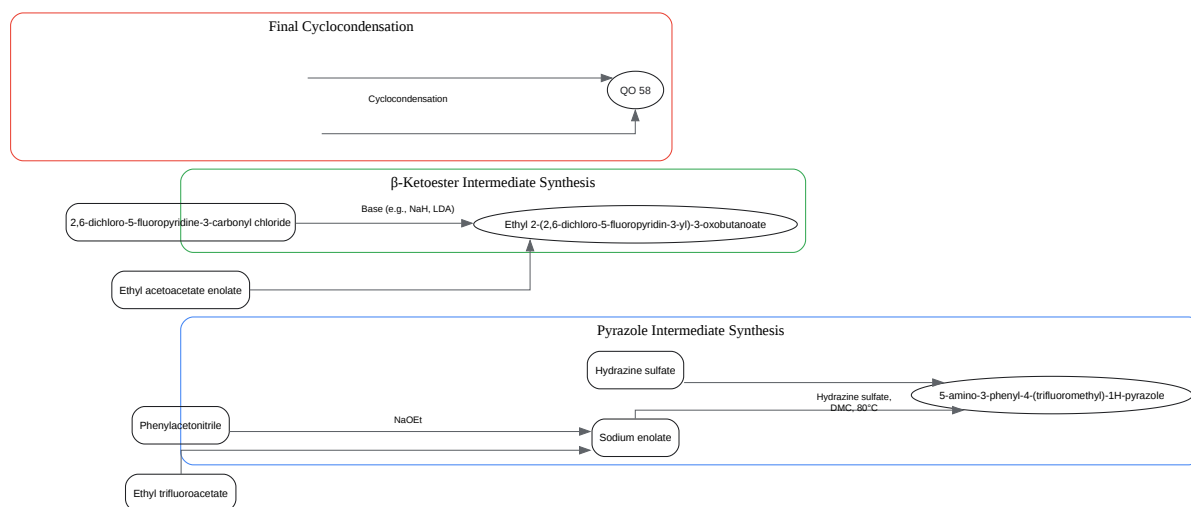 Final Cyclocondensation
QO 58
Cyclocondensation
β-Ketoester Intermediate Synthesis
2,6-dichloro-5-fluoropyridine-3-carbonyl chloride
Base (e.g., NaH, LDA)
Ethyl 2-(2,6-dichloro-5-fluoropyridin-3-yl)-3-oxobutanoate
Ethyl acetoacetate enolate
Pyrazole Intermediate Synthesis
Hydrazine sulfate
Hydrazine sulfate,
DMC, 80°C
5-amino-3-phenyl-4-(trifluoromethyl)-1H-pyrazole
Phenylacetonitrile
NaOEt
Sodium enolate
Ethyl trifluoroacetate